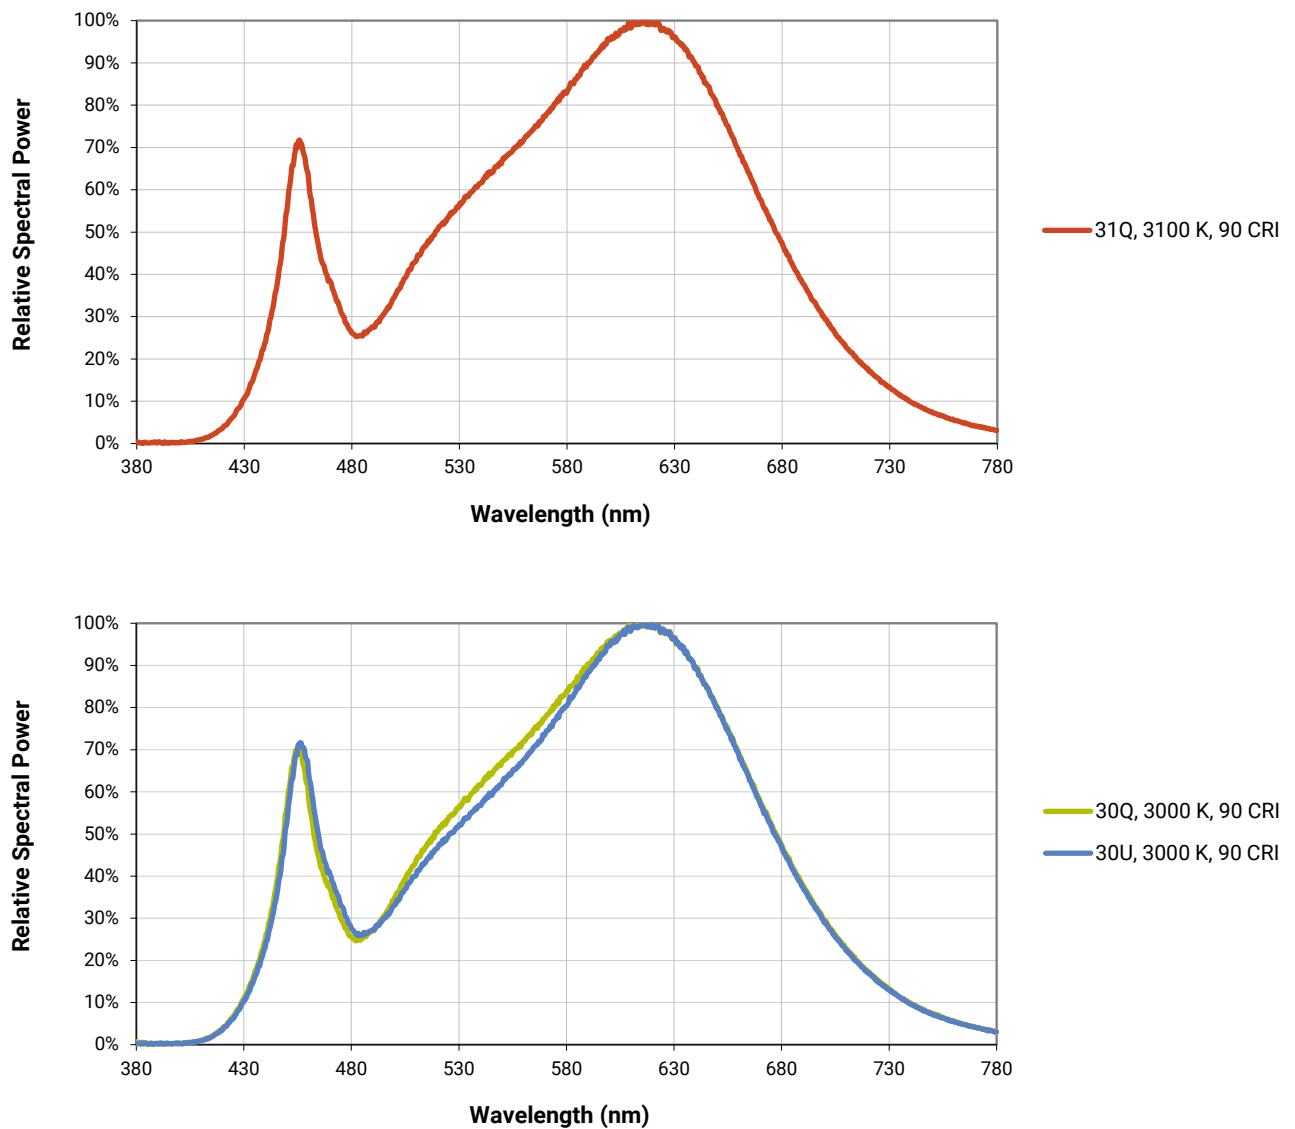 Relative Spectral Power
100%
90%
80%
70%
60%
50%
40%
30%
20%
10%
0%
380 430 480 530 580 630 680 730 780
Wavelength (nm)
31Q, 3100 K, 90 CRI
Relative Spectral Power
100%
90%
80%
70%
60%
50%
40%
30%
20%
10%
0%
380 430 480 530 580 630 680 730 780
Wavelength (nm)
30Q, 3000 K, 90 CRI
30U, 3000 K, 90 CRI